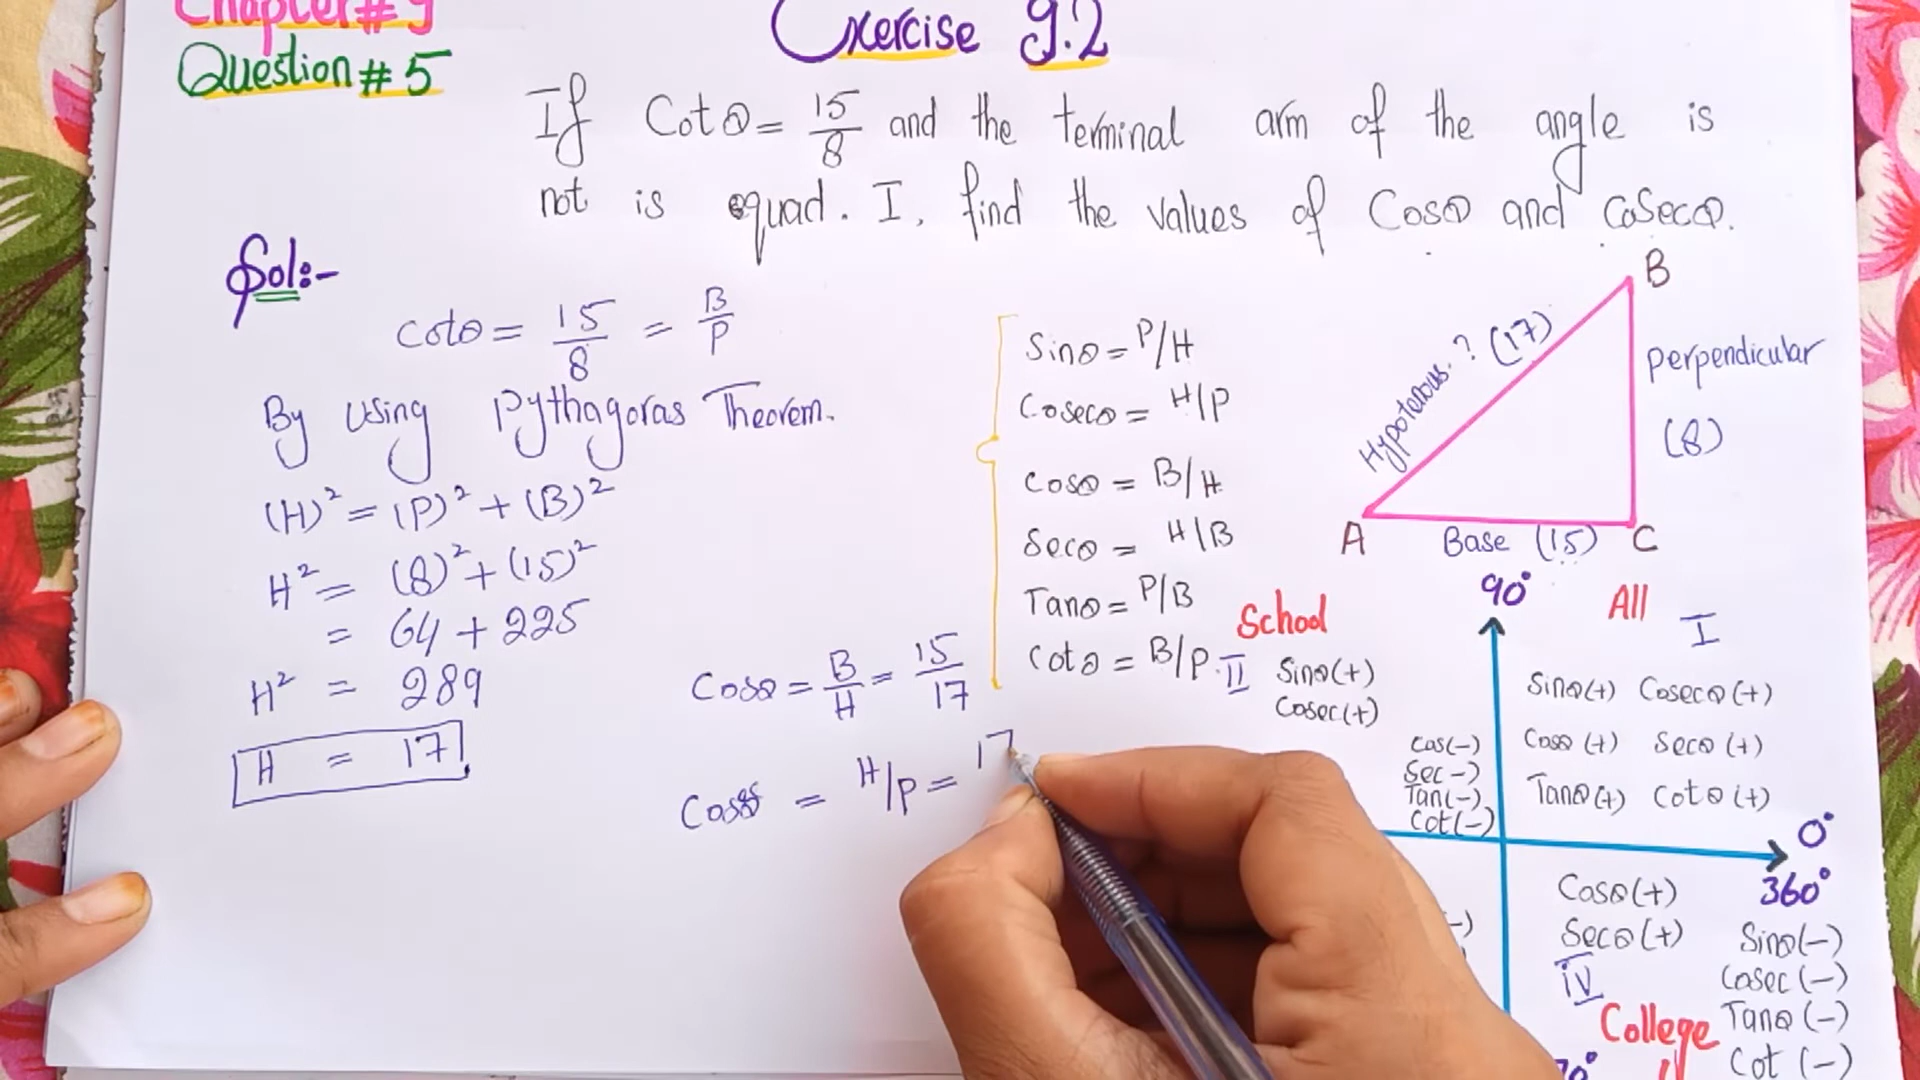 Chapter # 9
Exercise 9.2
Question # 5
If Cotθ = 15/8 and the terminal arm of the angle is
not is quad. I, find the values of Cosθ and Cosecθ.
Sol:-
Cotθ = 15/8 = B/P
By using Pythagoras Theorem.
(H)² = (P)² + (B)²
H² = (8)² + (15)²
= 64 + 225
H² = 289
H = 17
Cosθ = B/H = 15/17
= H/P = 17
Sinθ = P/H
Cosecθ = H/P
Cosθ = B/H
Secθ = H/B
Tanθ = P/B
Cotθ = B/P
B
Hypotenous. ? (17)
Perpendicular
(8)
A
Base (15)
C
90°
School
All
I
II
Sinθ(+)
Cosec(+)
Cos(-)
Sec(-)
Tan(-)
Cot(-)
Sinθ(+) Cosecθ(+)
Cosθ(+) Secθ(+)
Tanθ(+) Cotθ(+)
0°
360°
Cosθ(+)
Secθ(+)
IV
College
Sinθ(-)
Cosec(-)
Tanθ(-)
Cot(-)